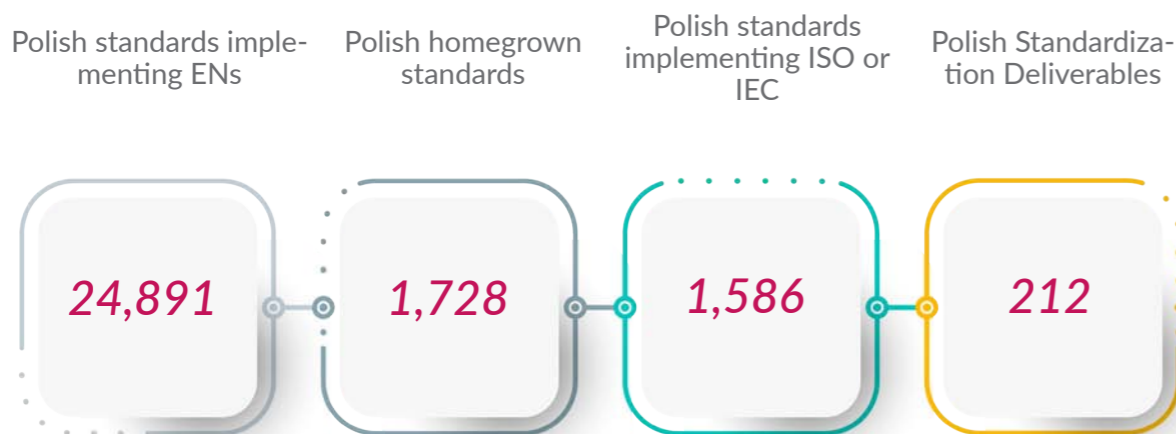 Polish standards imple-
menting ENs
Polish homegrown
standards
Polish standards
implementing ISO or
IEC
Polish Standardiza-
tion Deliverables
24,891
1,728
1,586
212